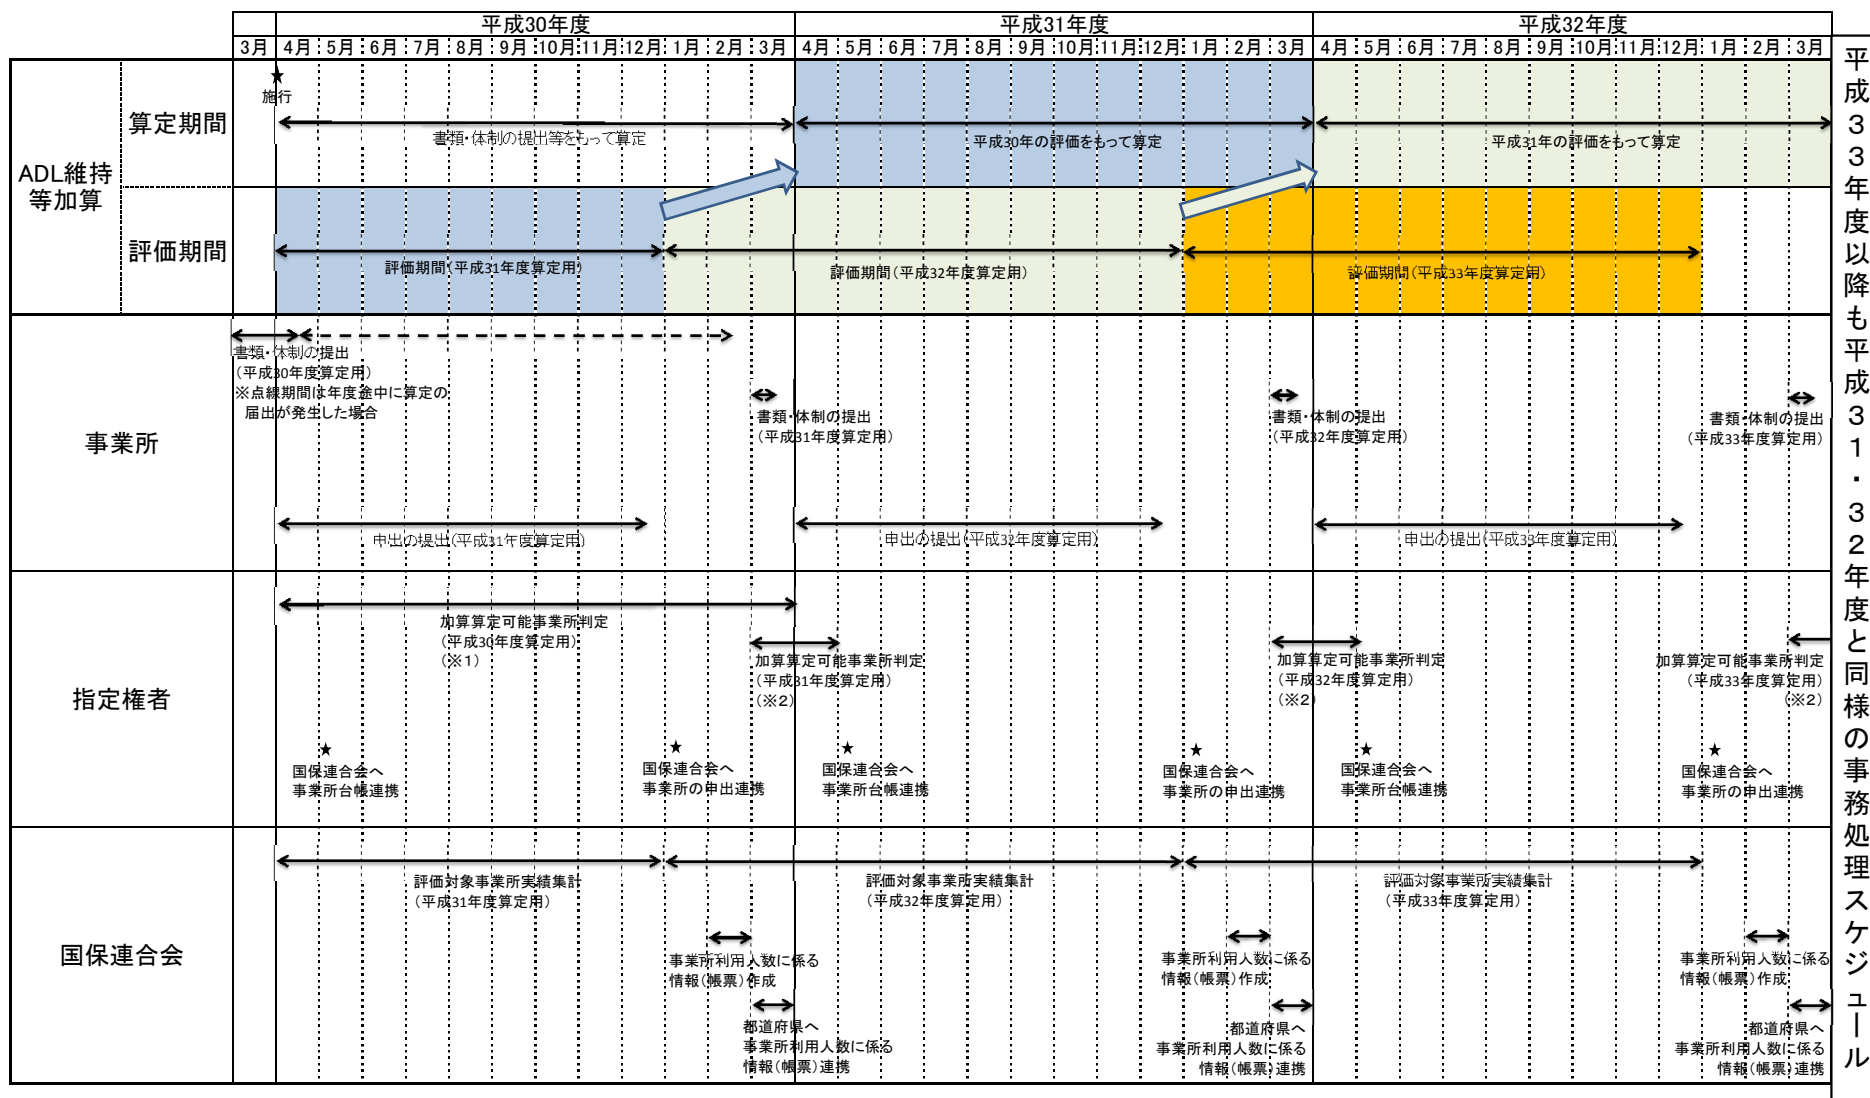 平成30年度
平成31年度
平成32年度
3月 4月 5月 6月 7月 8月 9月 10月 11月 12月 1月 2月 3月 4月 5月 6月 7月 8月 9月 10月 11月 12月 1月 2月 3月 4月 5月 6月 7月 8月 9月 10月 11月 12月 1月 2月 3月
ADL維持
等加算
算定期間
★
施行
書類・体制の提出等をもって算定
平成30年の評価をもって算定
平成31年の評価をもって算定
評価期間
評価期間(平成31年度算定用)
評価期間(平成32年度算定用)
評価期間(平成33年度算定用)
事業所
書類・体制の提出
(平成30年度算定用)
※点線期間は年度途中に算定の
届出が発生した場合
書類・体制の提出
(平成31年度算定用)
書類・体制の提出
(平成32年度算定用)
書類・体制の提出
(平成33年度算定用)
申出の提出(平成31年度算定用)
申出の提出(平成32年度算定用)
申出の提出(平成33年度算定用)
指定権者
加算算定可能事業所判定
(平成30年度算定用)
(※1)
加算算定可能事業所判定
(平成31年度算定用)
(※2)
加算算定可能事業所判定
(平成32年度算定用)
(※2)
加算算定可能事業所判定
(平成33年度算定用)
(※2)
★
国保連合会へ
事業所台帳連携
★
国保連合会へ
事業所の申出連携
★
国保連合会へ
事業所台帳連携
★
国保連合会へ
事業所の申出連携
★
国保連合会へ
事業所台帳連携
★
国保連合会へ
事業所の申出連携
国保連合会
評価対象事業所実績集計
(平成31年度算定用)
評価対象事業所実績集計
(平成32年度算定用)
評価対象事業所実績集計
(平成33年度算定用)
事業所利用人数に係る
情報(帳票)作成
事業所利用人数に係る
情報(帳票)作成
事業所利用人数に係る
情報(帳票)作成
都道府県へ
事業所利用人数に係る
情報(帳票)連携
都道府県へ
事業所利用人数に係る
情報(帳票)連携
都道府県へ
事業所利用人数に係る
情報(帳票)連携
平成33年度以降も平成31・32年度と同様の事務処理スケジュール